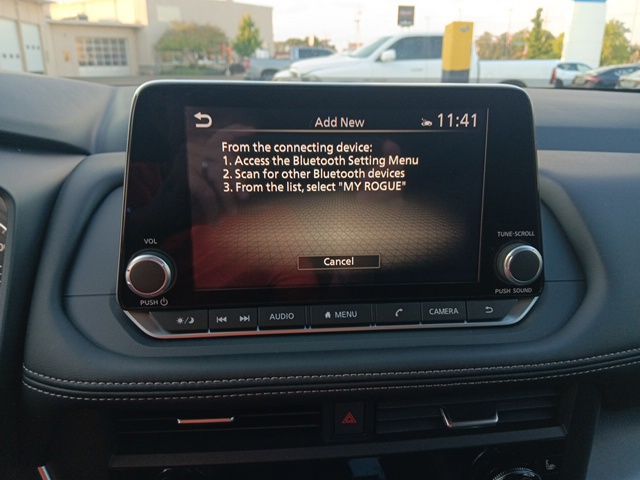 Add New
11:41
From the connecting device:
1. Access the Bluetooth Setting Menu
2. Scan for other Bluetooth devices
3. From the list, select "MY ROGUE"
Cancel
VOL
PUSH
TUNE·SCROLL
PUSH SOUND
AUDIO
MENU
CAMERA